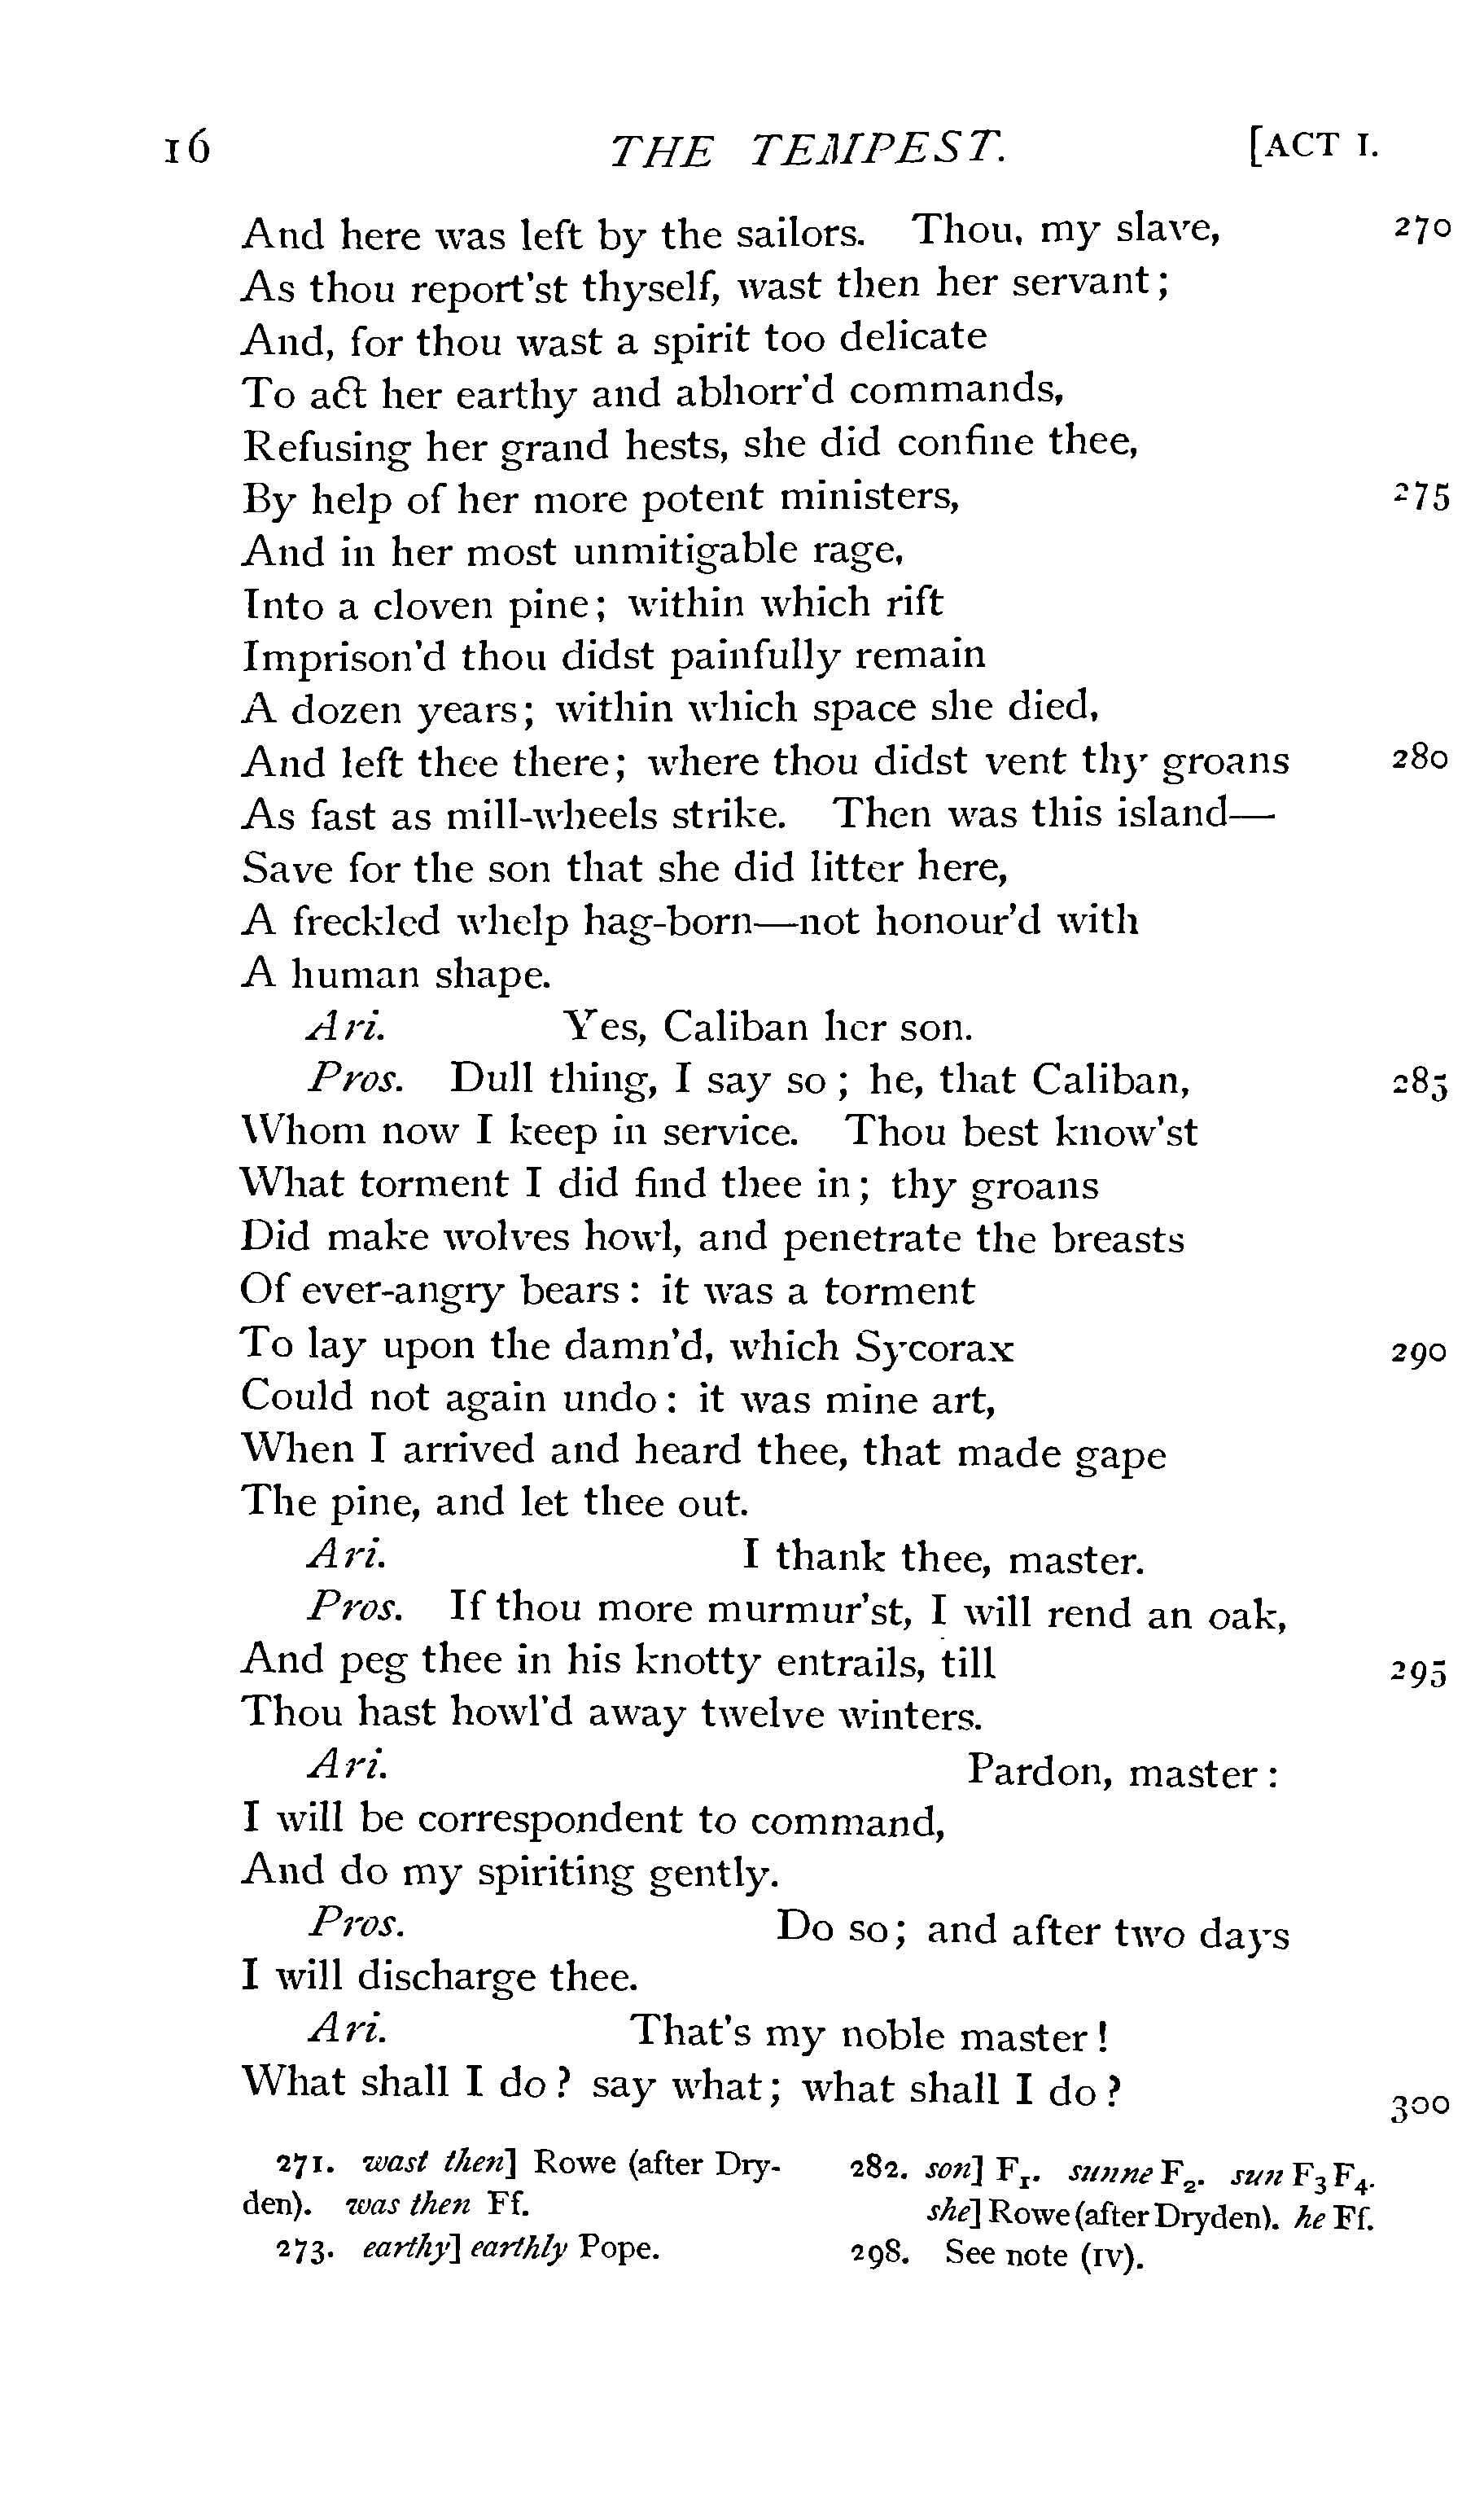 16 THE TEMPEST. [ACT I.
And here was left by the sailors. Thou, my slave, 270
As thou report'st thyself, wast then her servant;
And, for thou wast a spirit too delicate
To act her earthy and abhorr'd commands,
Refusing her grand hests, she did confine thee,
By help of her more potent ministers, 275
And in her most unmitigable rage,
Into a cloven pine; within which rift
Imprison'd thou didst painfully remain
A dozen years; within which space she died,
And left thee there; where thou didst vent thy groans 280
As fast as mill-wheels strike. Then was this island—
Save for the son that she did litter here,
A freckled whelp hag-born—not honour'd with
A human shape.
Ari. Yes, Caliban her son.
Pros. Dull thing, I say so; he, that Caliban, 285
Whom now I keep in service. Thou best know'st
What torment I did find thee in; thy groans
Did make wolves howl, and penetrate the breasts
Of ever-angry bears: it was a torment
To lay upon the damn'd, which Sycorax 290
Could not again undo: it was mine art,
When I arrived and heard thee, that made gape
The pine, and let thee out.
Ari. I thank thee, master.
Pros. If thou more murmur'st, I will rend an oak,
And peg thee in his knotty entrails, till 295
Thou hast howl'd away twelve winters.
Ari. Pardon, master:
I will be correspondent to command,
And do my spiriting gently.
Pros. Do so; and after two days
I will discharge thee.
Ari. That's my noble master!
What shall I do? say what; what shall I do? 300
271. wast then] Rowe (after Dry-
den). was then Ff.
273. earthy] earthly Pope.
282. son] F1. sunne F2. sun F3 F4.
she] Rowe (after Dryden). he Ff.
298. See note (IV).